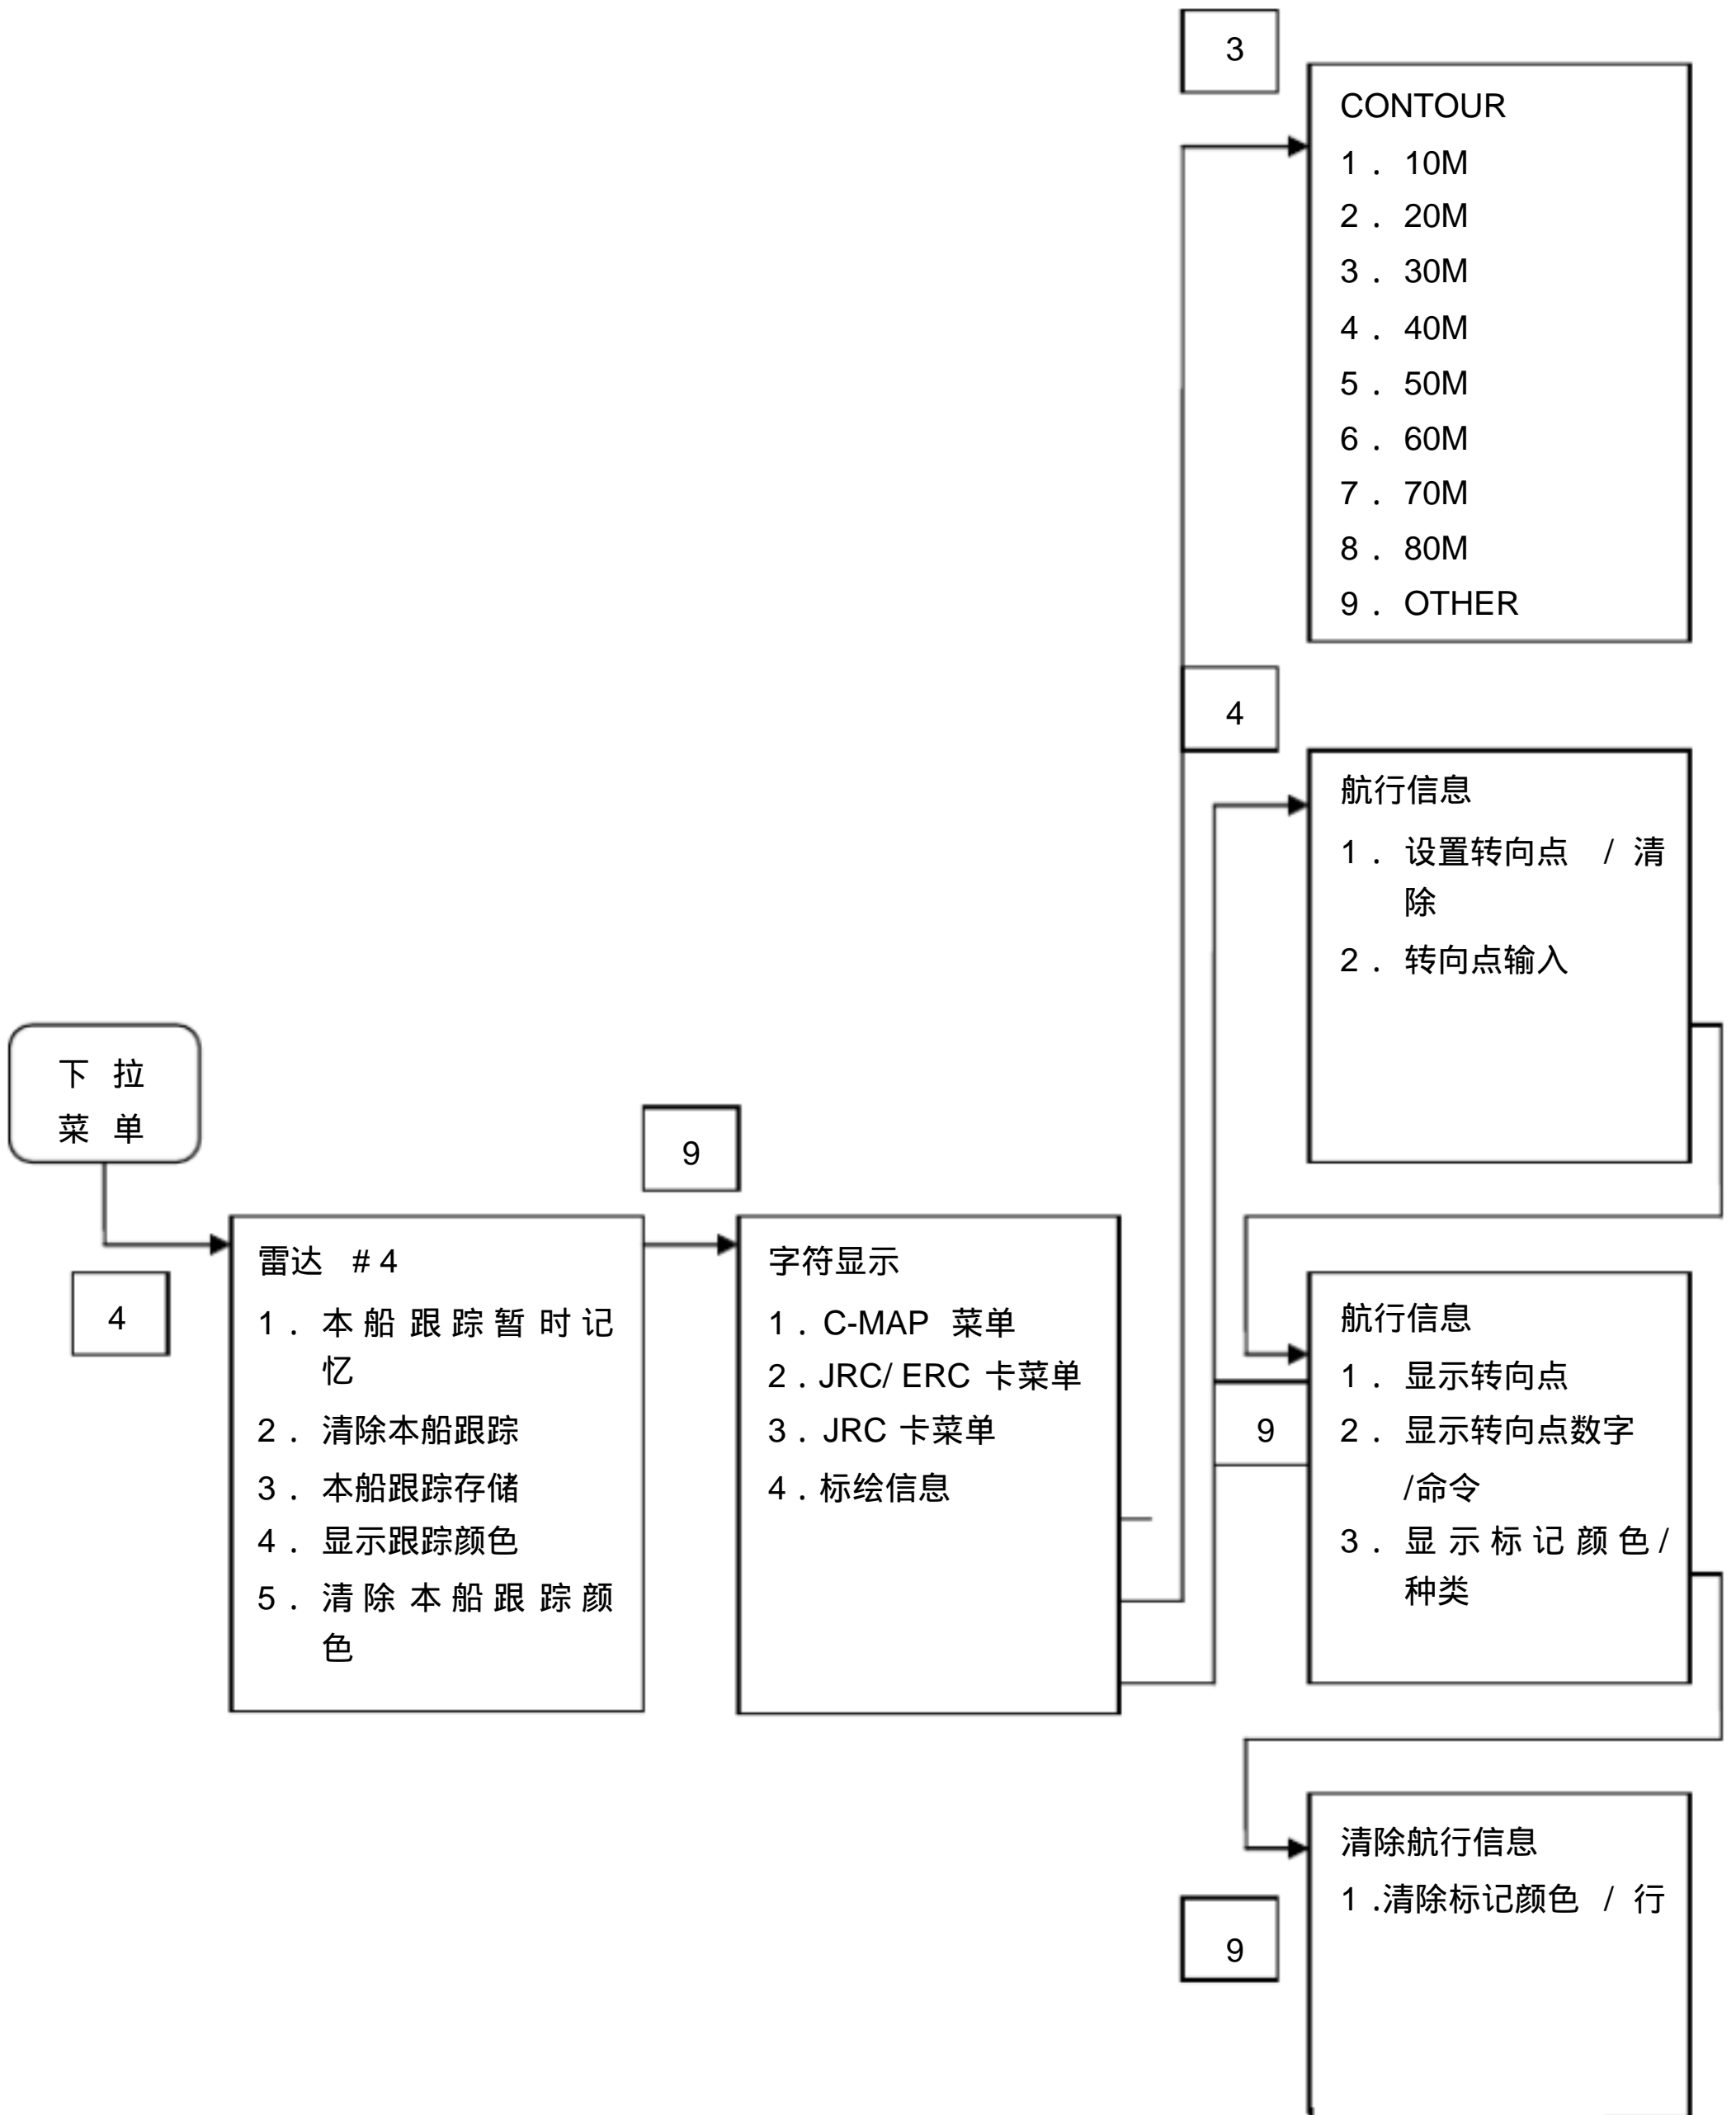 3
CONTOUR
1 . 10M
2 . 20M
3 . 30M
4 . 40M
5 . 50M
6 . 60M
7 . 70M
8 . 80M
9 . OTHER
4
航行信息
1 . 设置转向点 / 清
除
2 . 转向点输入
下 拉
菜 单
4
雷达 #4
1 . 本船跟踪暂时记
忆
2 . 清除本船跟踪
3 . 本船跟踪存储
4 . 显示跟踪颜色
5 . 清除本船跟踪颜
色
9
字符显示
1 . C-MAP 菜单
2 . JRC/ ERC 卡菜单
3 . JRC 卡菜单
4 . 标绘信息
9
航行信息
1 . 显示转向点
2 . 显示转向点数字
/命令
3 . 显示标记颜色/
种类
9
清除航行信息
1 .清除标记颜色 / 行